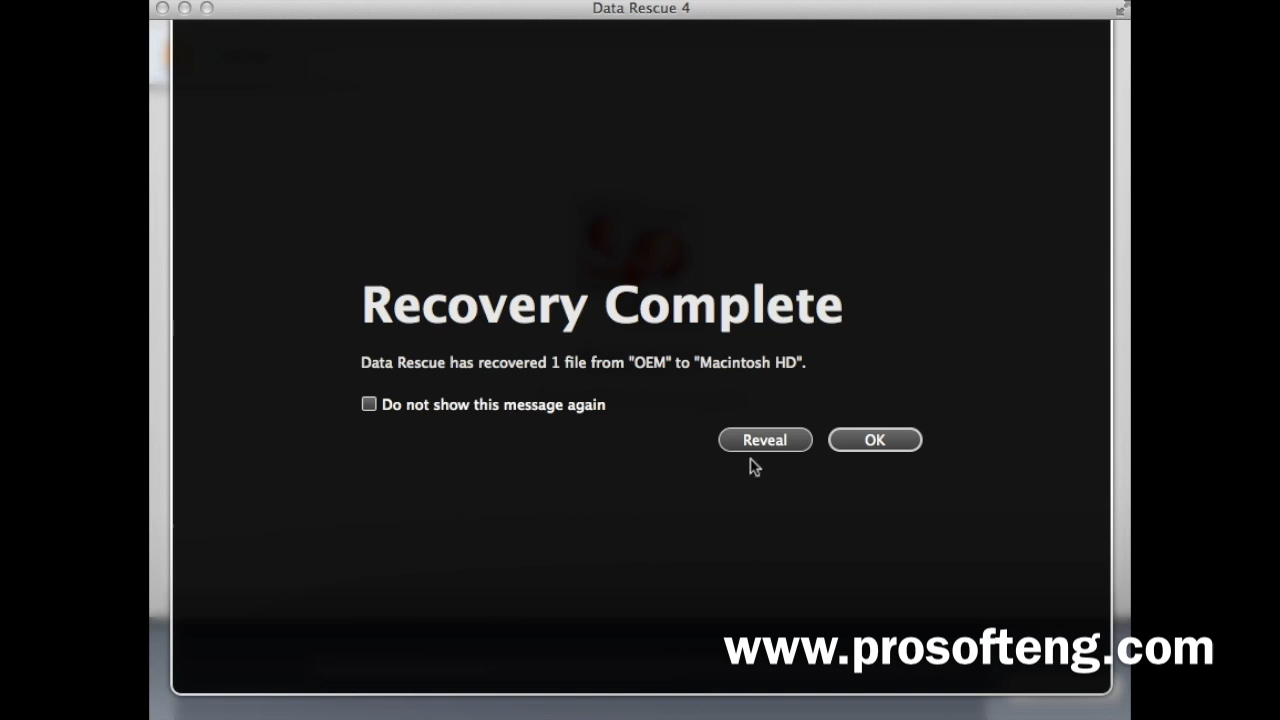 Data Rescue 4
Recovery Complete
Data Rescue has recovered 1 file from "OEM" to "Macintosh HD".
Do not show this message again
Reveal OK
www.prosofteng.com